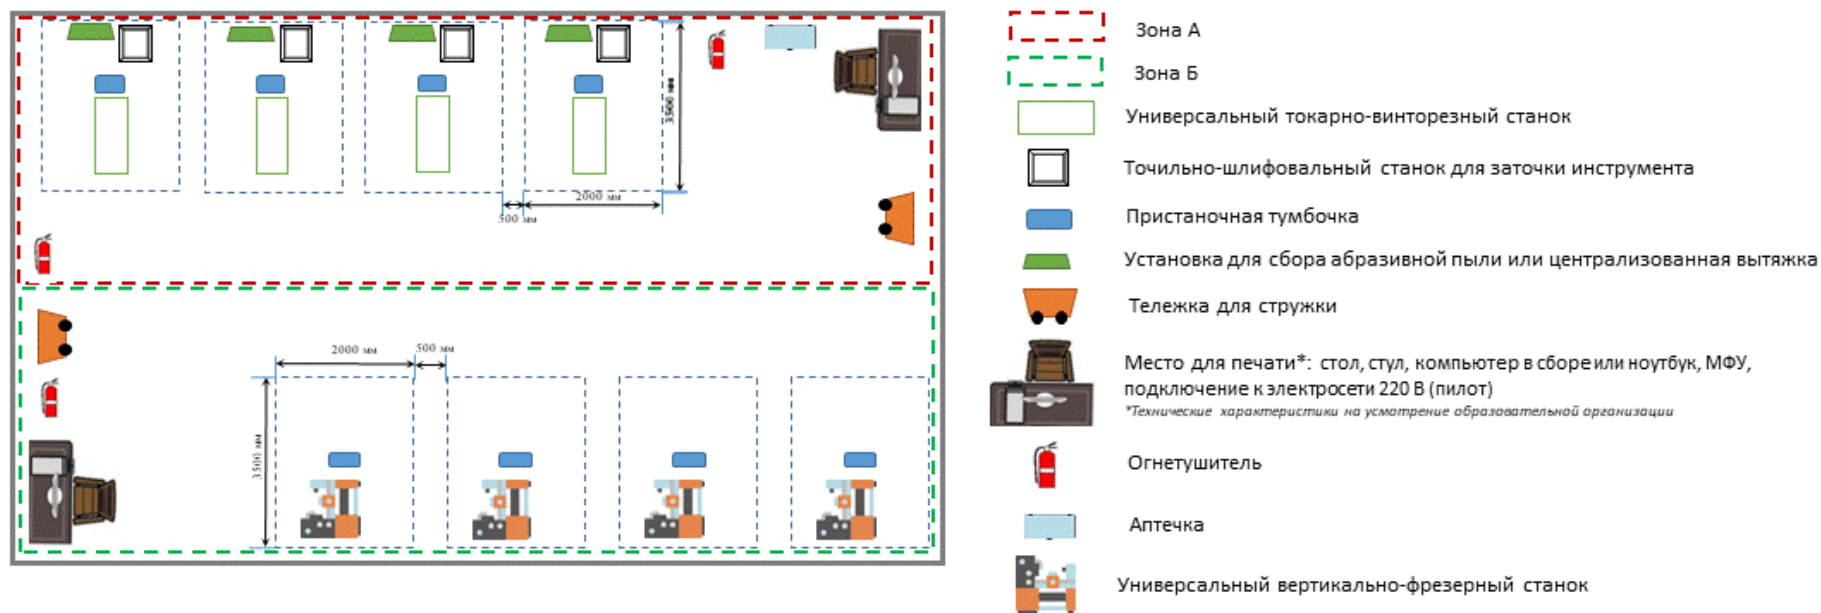 3500 мм
2000 мм
500 мм
2000 мм
500 мм
3500 мм
Зона А
Зона Б
Универсальный токарно-винторезный станок
Точильно-шлифовальный станок для заточки инструмента
Пристаночная тумбочка
Установка для сбора абразивной пыли или централизованная вытяжка
Тележка для стружки
Место для печати*: стол, стул, компьютер в сборе или ноутбук, МФУ,
подключение к электросети 220 В (пилот)
*Технические характеристики на усмотрение образовательной организации
Огнетушитель
Аптечка
Универсальный вертикально-фрезерный станок